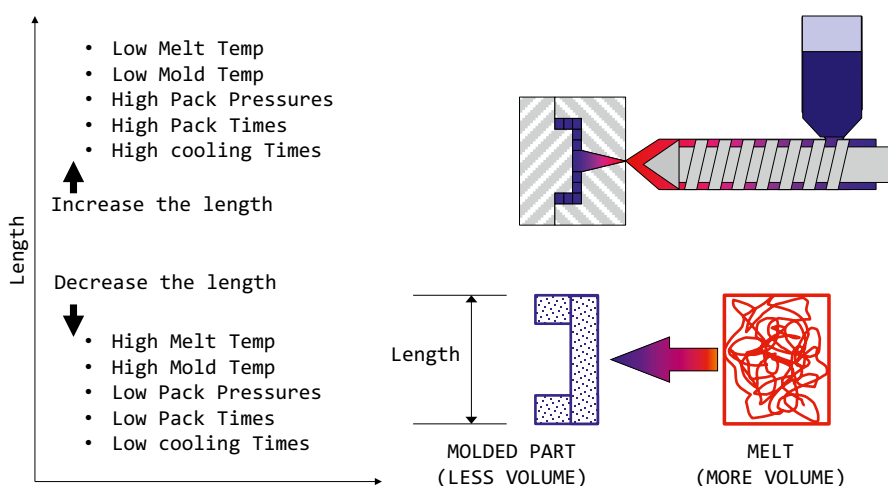 • Low Melt Temp
• Low Mold Temp
• High Pack Pressures
• High Pack Times
• High cooling Times
Increase the length
Length
Decrease the length
• High Melt Temp
• High Mold Temp
• Low Pack Pressures
• Low Pack Times
• Low cooling Times
Length
MOLDED PART
(LESS VOLUME)
MELT
(MORE VOLUME)